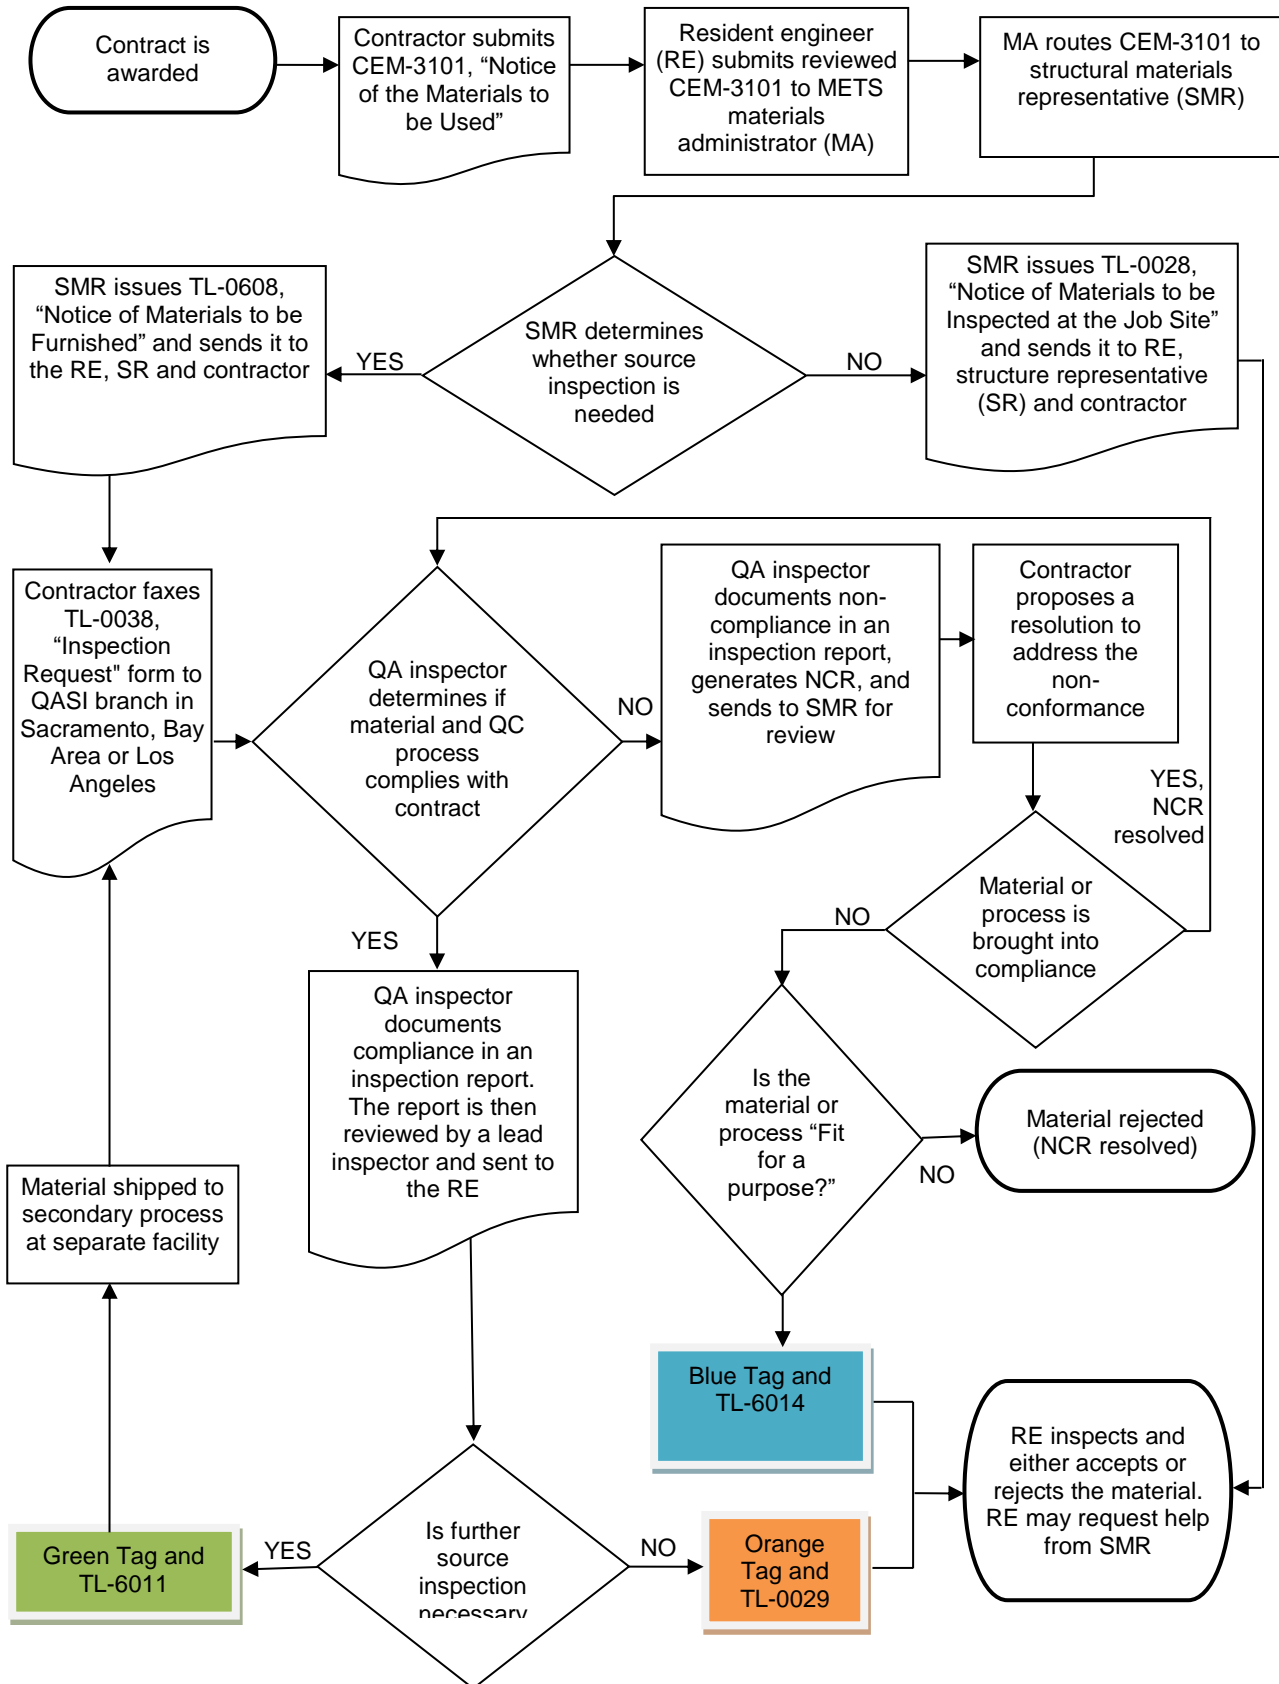 Contract is
awarded
Contractor submits
CEM-3101, “Notice
of the Materials to
be Used”
Resident engineer
(RE) submits reviewed
CEM-3101 to METS
materials
administrator (MA)
MA routes CEM-3101 to
structural materials
representative (SMR)
SMR issues TL-0608,
“Notice of Materials to be
Furnished” and sends it to
the RE, SR and contractor
YES
SMR determines
whether source
inspection is
needed
NO
SMR issues TL-0028,
“Notice of Materials to be
Inspected at the Job Site”
and sends it to RE,
structure representative
(SR) and contractor
Contractor faxes
TL-0038,
“Inspection
Request" form to
QASI branch in
Sacramento, Bay
Area or Los
Angeles
QA inspector
determines if
material and QC
process
complies with
contract
NO
QA inspector
documents non-
compliance in an
inspection report,
generates NCR, and
sends to SMR for
review
Contractor
proposes a
resolution to
address the
non-
conformance
YES,
NCR
resolved
Material or
process is
brought into
compliance
NO
YES
QA inspector
documents
compliance in an
inspection report.
The report is then
reviewed by a lead
inspector and sent to
the RE
Is the
material or
process “Fit
for a
purpose?”
NO
Material rejected
(NCR resolved)
Material shipped to
secondary process
at separate facility
Blue Tag and
TL-6014
RE inspects and
either accepts or
rejects the material.
RE may request help
from SMR
Green Tag and
TL-6011
YES
Is further
source
inspection
necessary
NO
Orange
Tag and
TL-0029